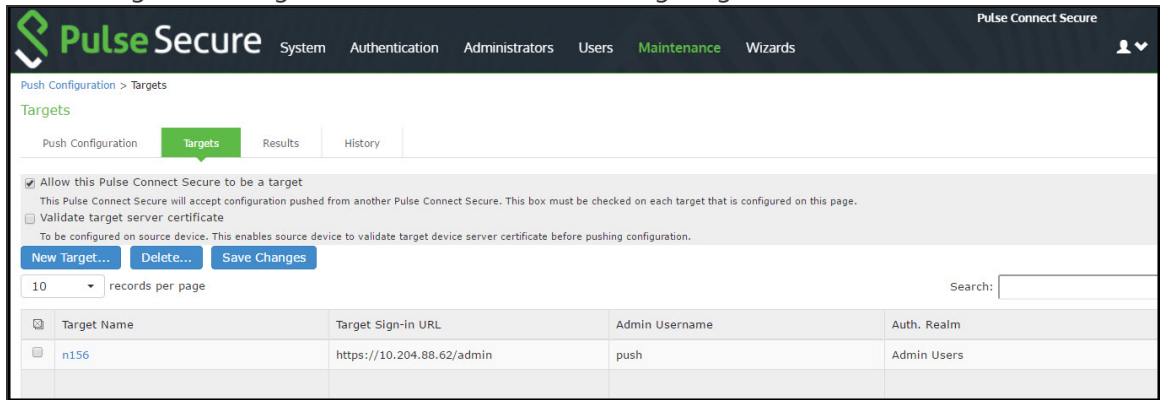 Pulse Connect Secure
Pulse Secure System Authentication Administrators Users Maintenance Wizards
Push Configuration > Targets
Targets
Push Configuration Targets Results History
Allow this Pulse Connect Secure to be a target
This Pulse Connect Secure will accept configuration pushed from another Pulse Connect Secure. This box must be checked on each target that is configured on this page.
Validate target server certificate
To be configured on source device. This enables source device to validate target device server certificate before pushing configuration.
New Target... Delete... Save Changes
10 records per page Search:
Target Name Target Sign-in URL Admin Username Auth. Realm
n156 https://10.204.88.62/admin push Admin Users